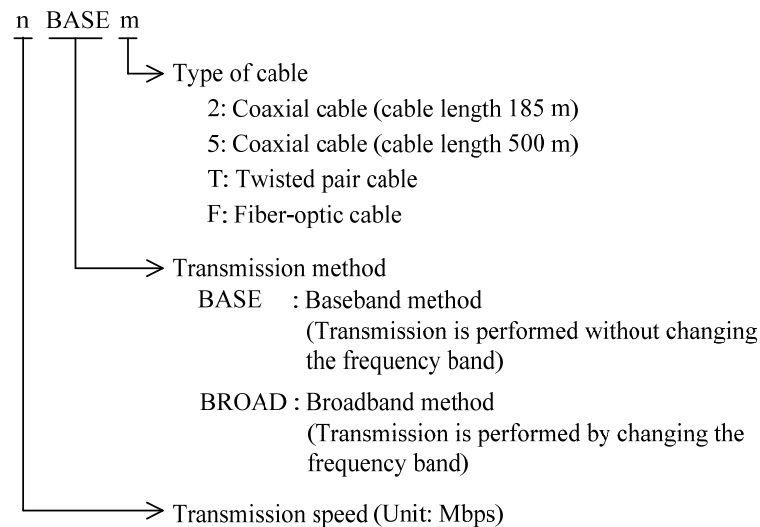 n BASE m
Type of cable
2: Coaxial cable (cable length 185 m)
5: Coaxial cable (cable length 500 m)
T: Twisted pair cable
F: Fiber-optic cable
Transmission method
BASE : Baseband method
(Transmission is performed without changing
the frequency band)
BROAD : Broadband method
(Transmission is performed by changing the
frequency band)
Transmission speed (Unit: Mbps)